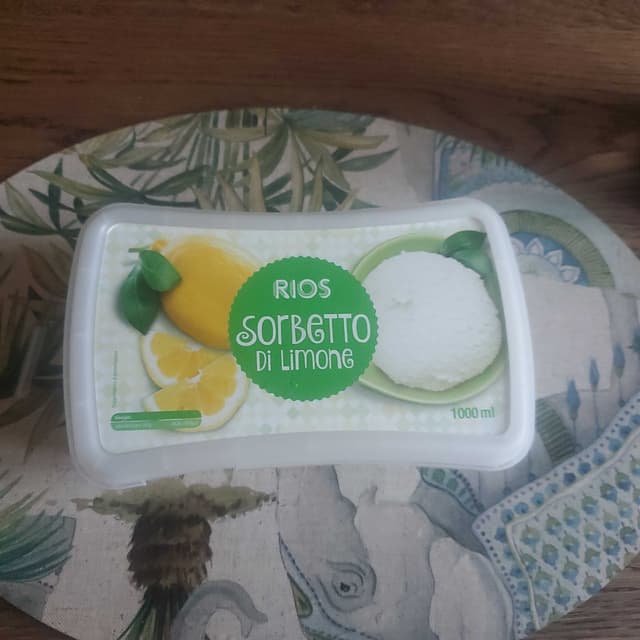 RIOS
SORBETTO
Di LiMONE
1000 ml